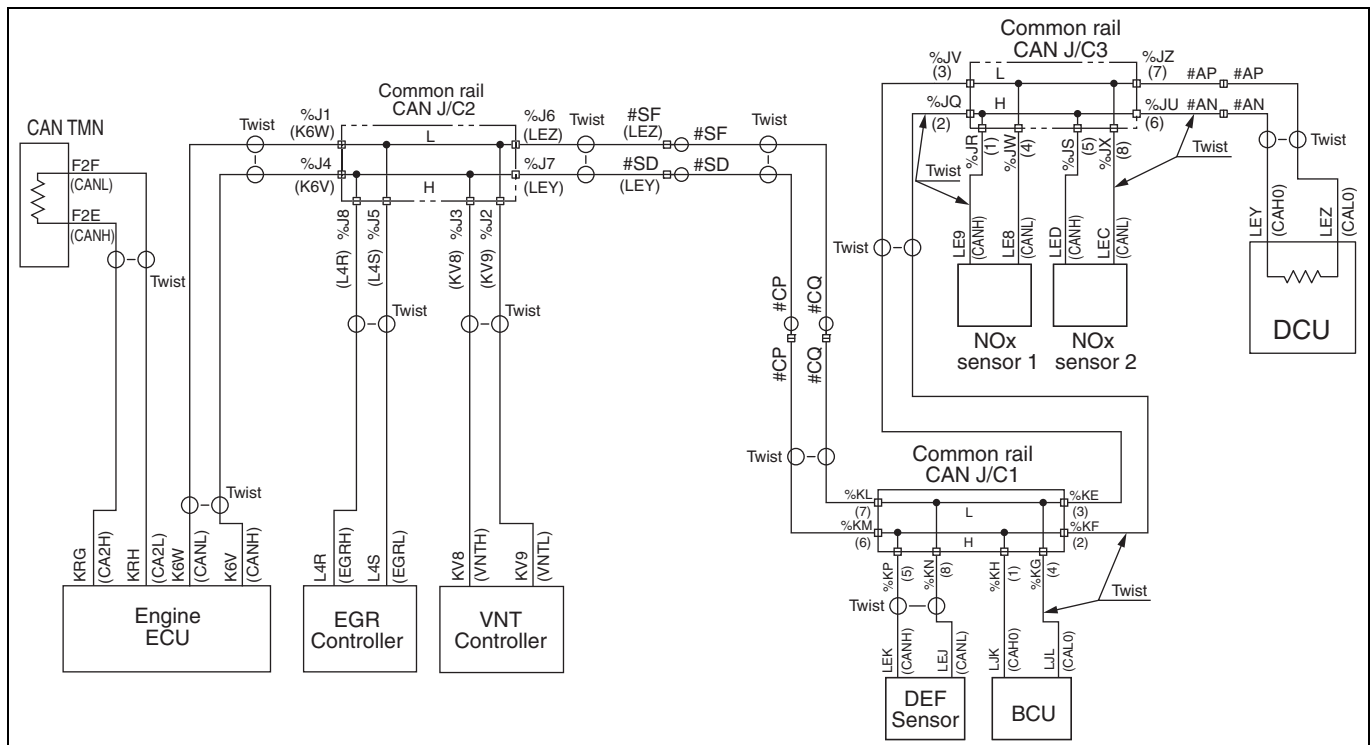 Common rail
CAN J/C3
%JV
(3)
%JZ
(7)
#AP
#AP
L
%JQ
(2)
H
%JU
(6)
#AN
#AN
%JR
(1)
%JW
(4)
%JS
(5)
%JX
(8)
Twist
Twist
Twist
Common rail
CAN J/C2
CAN TMN
F2F
(CANL)
F2E
(CANH)
Twist
Twist
%J1
(K6W)
L
%J6
(LEZ)
Twist
#SF
(LEZ)
#SF
Twist
%J4
(K6V)
H
%J7
(LEY)
#SD
(LEY)
#SD
(L4R) %J8
(L4S) %J5
(KV8) %J3
(KV9) %J2
Twist
Twist
Twist
LE9
(CANH)
LE8
(CANL)
LED
(CANH)
LEC
(CANL)
LEY
(CAH0)
LEZ
(CAL0)
NOx
sensor 1
NOx
sensor 2
DCU
Twist
#CP
#CQ
#CP
#CQ
Twist
Common rail
CAN J/C1
%KL
(7)
L
%KE
(3)
%KM
(6)
H
%KF
(2)
%KP
(5)
%KN
(8)
%KH
(1)
%KG
(4)
Twist
Twist
KRG
(CA2H)
KRH
(CA2L)
K6W
(CANL)
K6V
(CANH)
L4R
(EGRH)
L4S
(EGRL)
KV8
(VNTH)
KV9
(VNTL)
LEK
(CANH)
LEJ
(CANL)
LJK
(CAH0)
LJL
(CAL0)
Engine
ECU
EGR
Controller
VNT
Controller
DEF
Sensor
BCU